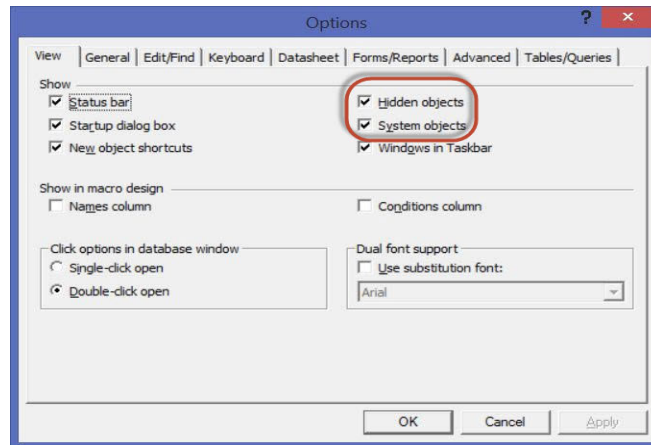 Options
?
×
View General Edit/Find Keyboard Datasheet Forms/Reports Advanced Tables/Queries
Show
Status bar
Hidden objects
Startup dialog box
System objects
New object shortcuts
Windows in Taskbar
Show in macro design
Names column
Conditions column
Click options in database window
Dual font support
Single-click open
Use substitution font:
Double-click open
Arial
OK Cancel Apply